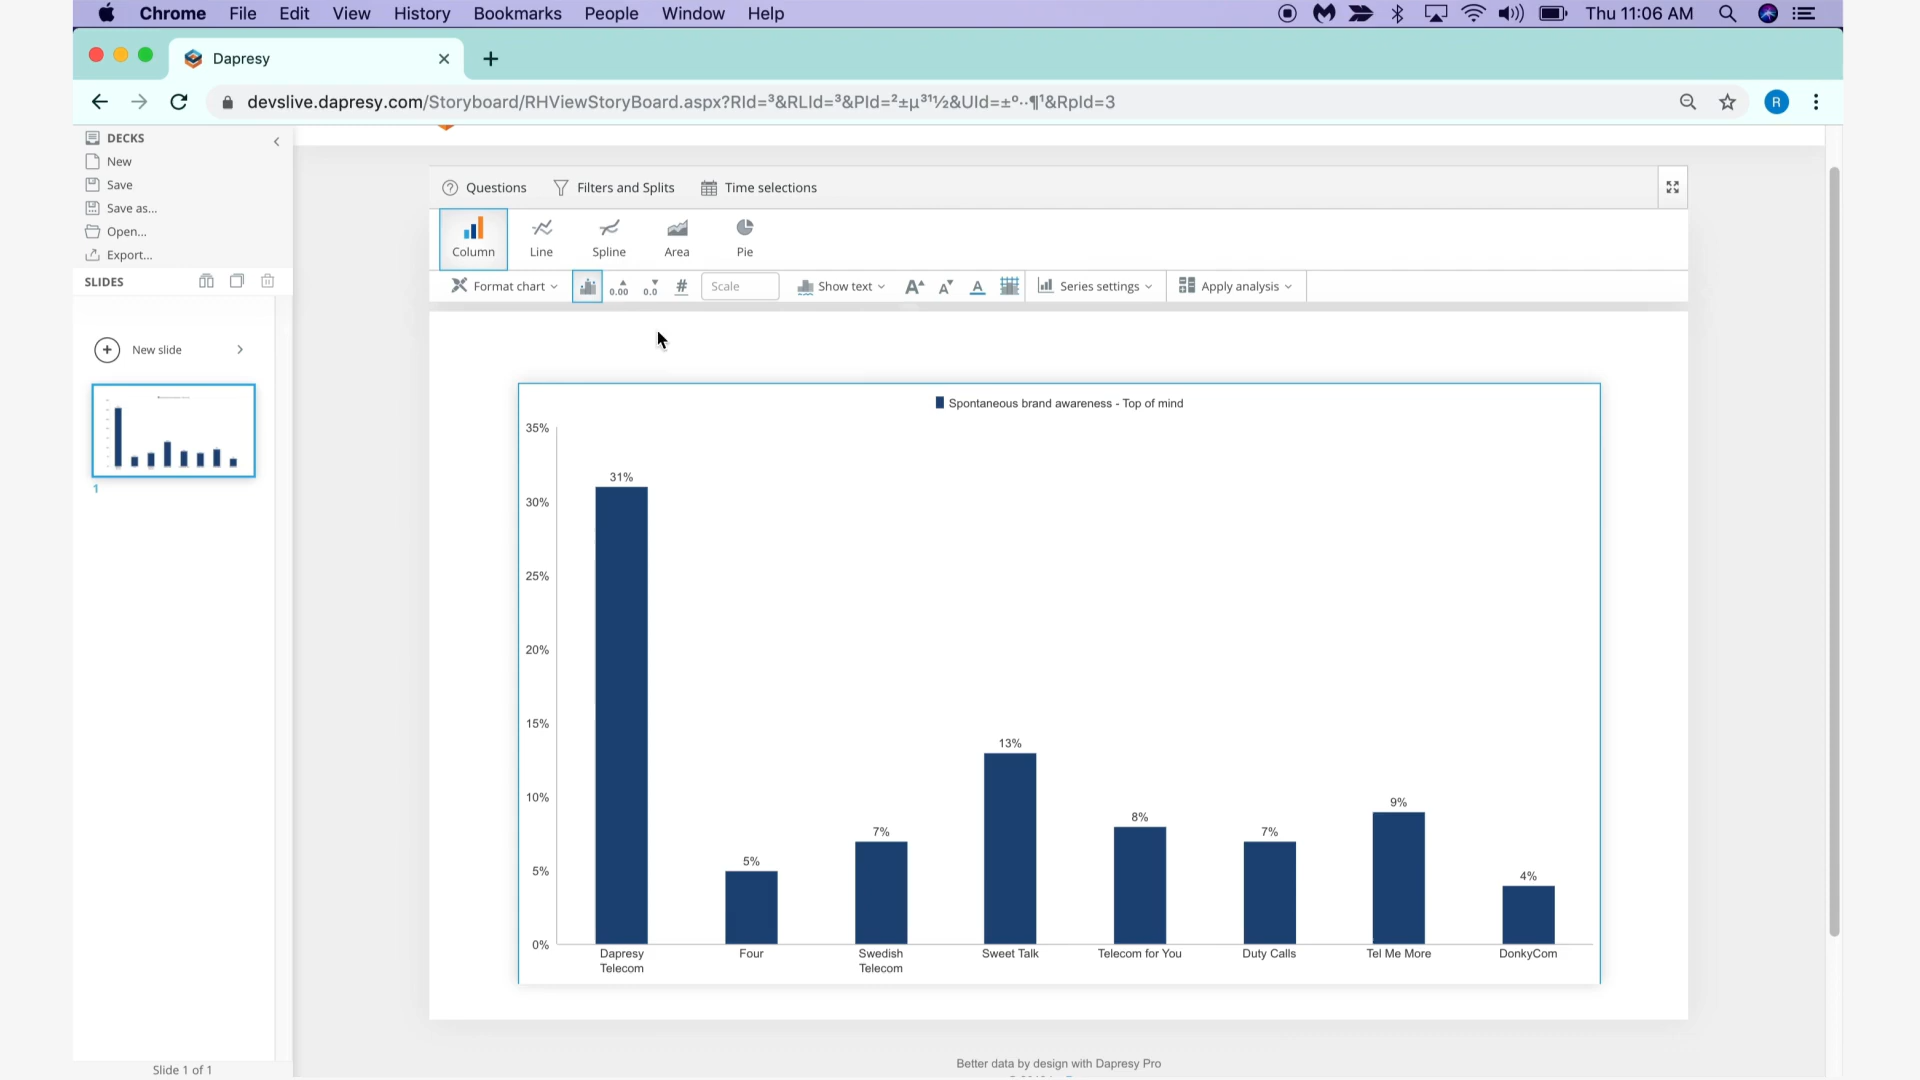 Chrome File Edit View History Bookmarks People Window Help Thu 11:06 AM
Dapresy
devslive.dapresy.com/Storyboard/RHViewStoryBoard.aspx?RId=³&RLId=³&PId=²±µ³¹½&UId=±º··¶¹&RpId=3
R
DECKS
New
Save
Save as...
Open...
Export...
SLIDES
New slide
1
Slide 1 of 1
Questions Filters and Splits Time selections
Column Line Spline Area Pie
Format chart 0.00 0.0 # Scale Show text A A A Series settings Apply analysis
Spontaneous brand awareness - Top of mind
35%
30%
25%
20%
15%
10%
5%
0%
31%
5%
7%
13%
8%
7%
9%
4%
Dapresy
Telecom
Four
Swedish
Telecom
Sweet Talk
Telecom for You
Duty Calls
Tel Me More
DonkyCom
Better data by design with Dapresy Pro